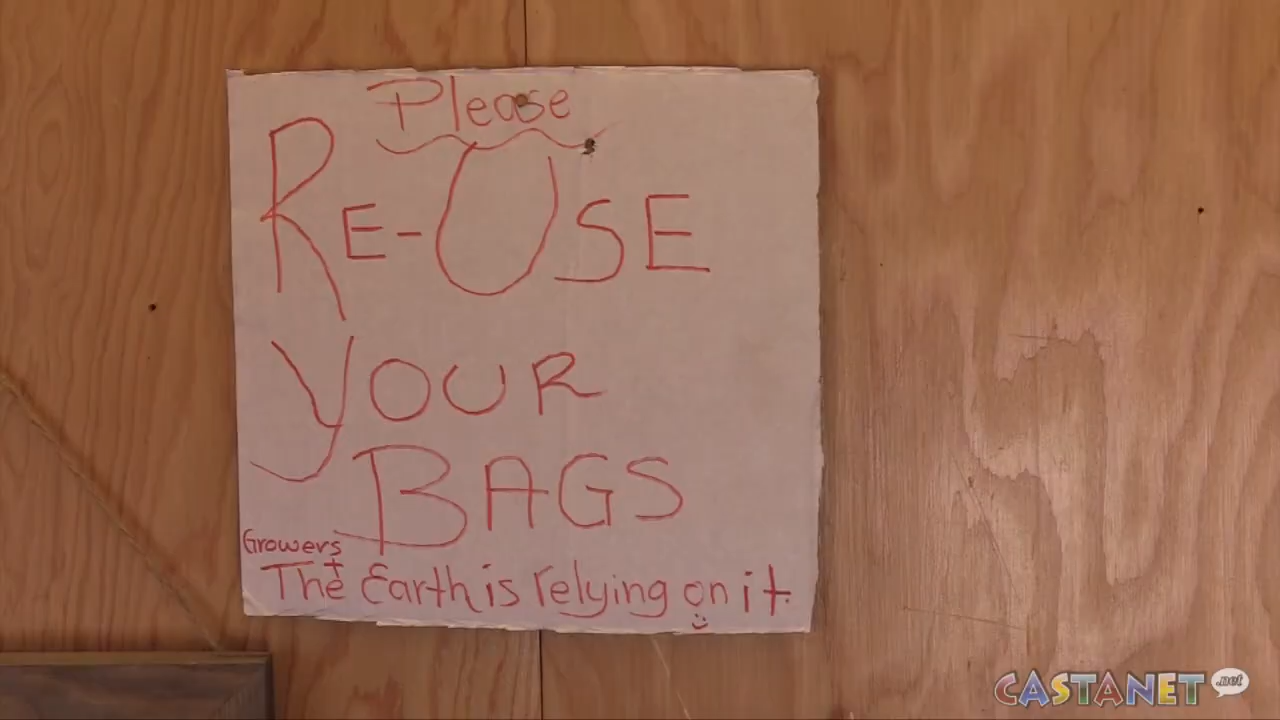 Please
RE-USE
YOUR
BAGS
Growers
+
The Earth is relying on it.
CASTANET.net